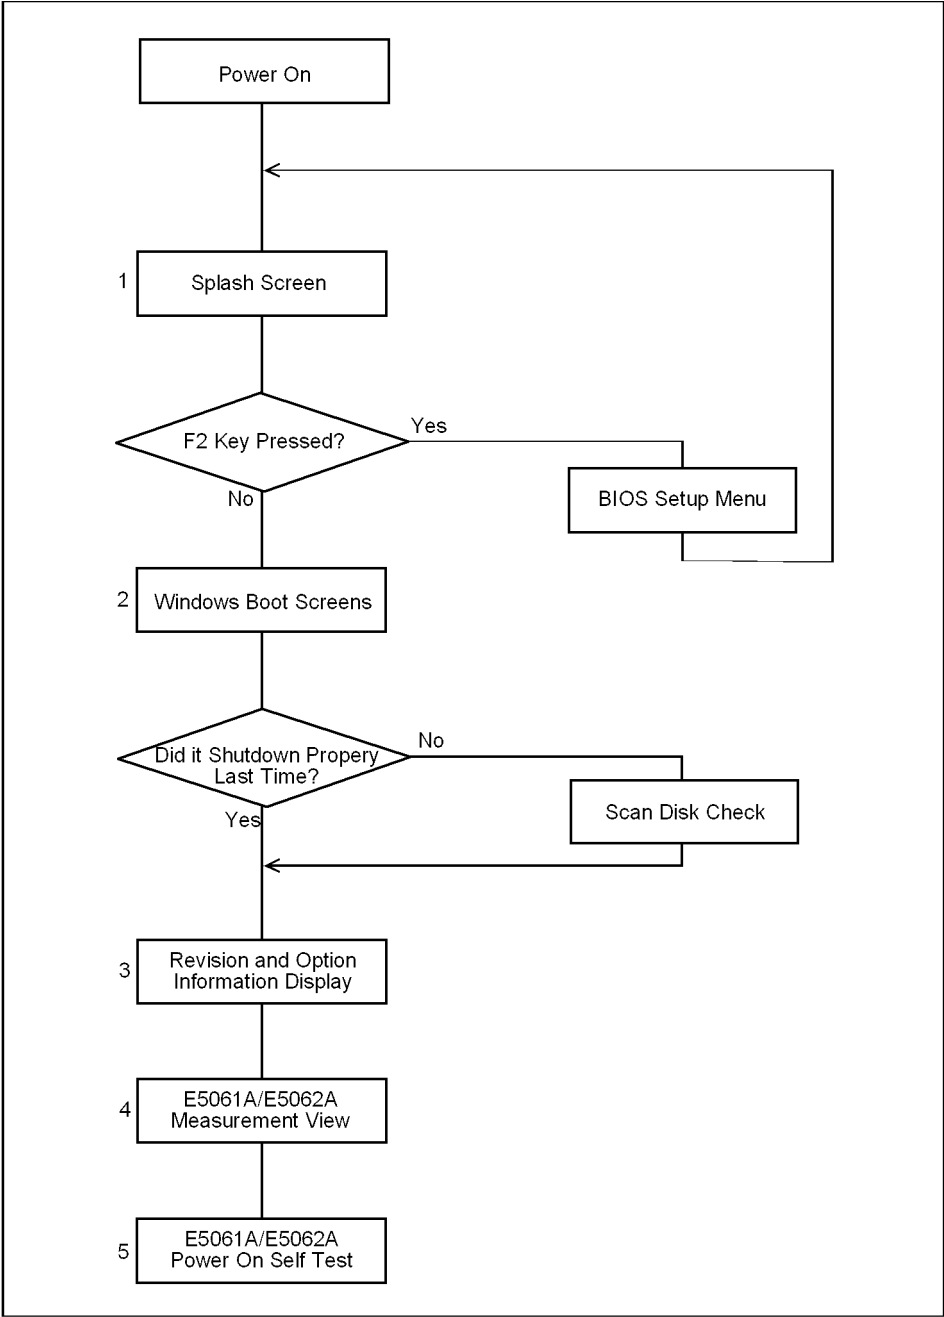 Power On
1
Splash Screen
F2 Key Pressed?
Yes
No
BIOS Setup Menu
2
Windows Boot Screens
Did it Shutdown Propery
Last Time?
No
Yes
Scan Disk Check
3
Revision and Option
Information Display
4
E5061A/E5062A
Measurement View
5
E5061A/E5062A
Power On Self Test